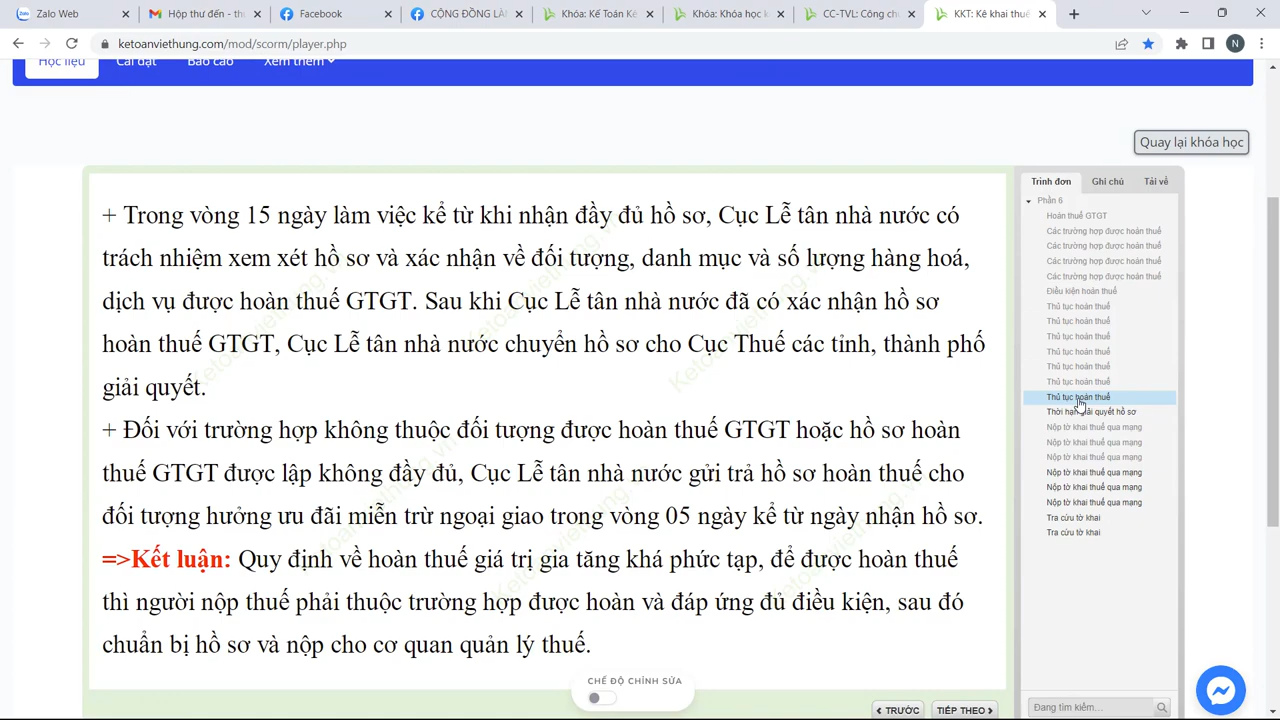 Zalo Web
Hộp thư đến - th
Facebook
CỘNG ĐỒNG LÀ
Khóa: Kế Toán Kê
Khóa: Khóa học k
CC-TVL: Công ch
KKT: Kê khai thuế
ketoanviethung.com/mod/scorm/player.php
N
Học liệu
Cài đặt
Báo cáo
Xem thêm
Quay lại khóa học
+ Trong vòng 15 ngày làm việc kể từ khi nhận đầy đủ hồ sơ, Cục Lễ tân nhà nước có
trách nhiệm xem xét hồ sơ và xác nhận về đối tượng, danh mục và số lượng hàng hoá,
dịch vụ được hoàn thuế GTGT. Sau khi Cục Lễ tân nhà nước đã có xác nhận hồ sơ
hoàn thuế GTGT, Cục Lễ tân nhà nước chuyển hồ sơ cho Cục Thuế các tỉnh, thành phố
giải quyết.
+ Đối với trường hợp không thuộc đối tượng được hoàn thuế GTGT hoặc hồ sơ hoàn
thuế GTGT được lập không đầy đủ, Cục Lễ tân nhà nước gửi trả hồ sơ hoàn thuế cho
đối tượng hưởng ưu đãi miễn trừ ngoại giao trong vòng 05 ngày kể từ ngày nhận hồ sơ.
=>Kết luận: Quy định về hoàn thuế giá trị gia tăng khá phức tạp, để được hoàn thuế
thì người nộp thuế phải thuộc trường hợp được hoàn và đáp ứng đủ điều kiện, sau đó
chuẩn bị hồ sơ và nộp cho cơ quan quản lý thuế.
CHẾ ĐỘ CHỈNH SỬA
TRƯỚC
TIẾP THEO
Trình đơn
Ghi chú
Tải về
Phần 6
Hoàn thuế GTGT
Các trường hợp được hoàn thuế
Các trường hợp được hoàn thuế
Các trường hợp được hoàn thuế
Các trường hợp được hoàn thuế
Điều kiện hoàn thuế
Thủ tục hoàn thuế
Thủ tục hoàn thuế
Thủ tục hoàn thuế
Thủ tục hoàn thuế
Thủ tục hoàn thuế
Thủ tục hoàn thuế
Thủ tục hoàn thuế
Thời hạn giải quyết hồ sơ
Nộp tờ khai thuế qua mạng
Nộp tờ khai thuế qua mạng
Nộp tờ khai thuế qua mạng
Nộp tờ khai thuế qua mạng
Nộp tờ khai thuế qua mạng
Nộp tờ khai thuế qua mạng
Tra cứu tờ khai
Tra cứu tờ khai
Đang tìm kiếm...